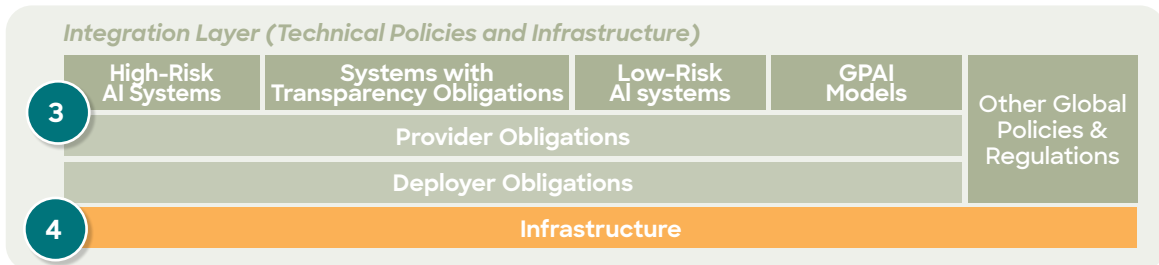 Integration Layer (Technical Policies and Infrastructure)
High-Risk
AI Systems
Systems with
Transparency Obligations
Low-Risk
AI systems
GPAI
Models
Other Global
Policies &
Regulations
3
Provider Obligations
Deployer Obligations
4
Infrastructure